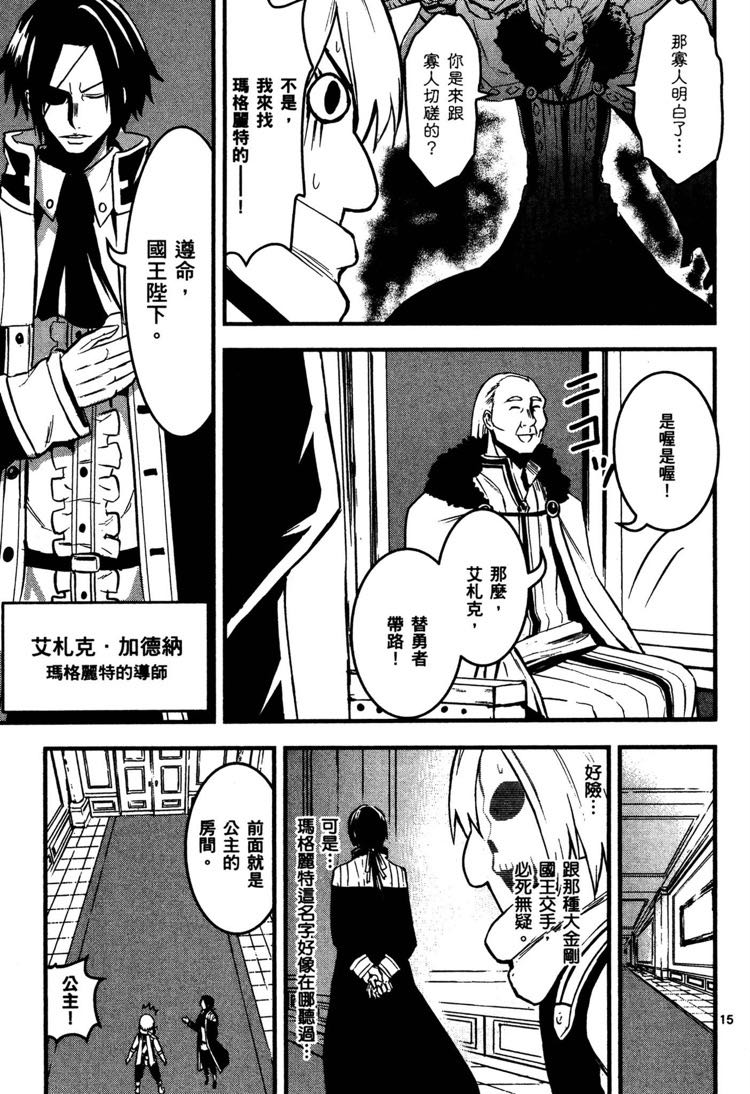 那寡人明白了…
你是來跟
寡人切磋的？
不是，
我來找
瑪格麗特的——！
遵命，
國王陛下。
艾札克・加德納
瑪格麗特的導師
是喔是喔！
ニコッ
那麼，
艾札克，
替勇者
帶路！
好險…
跟那種大金剛
國王交手，
必死無疑。
可是…
瑪格麗特這名字好像在哪聽過…
前面就是
公主的
房間。
公主！
15